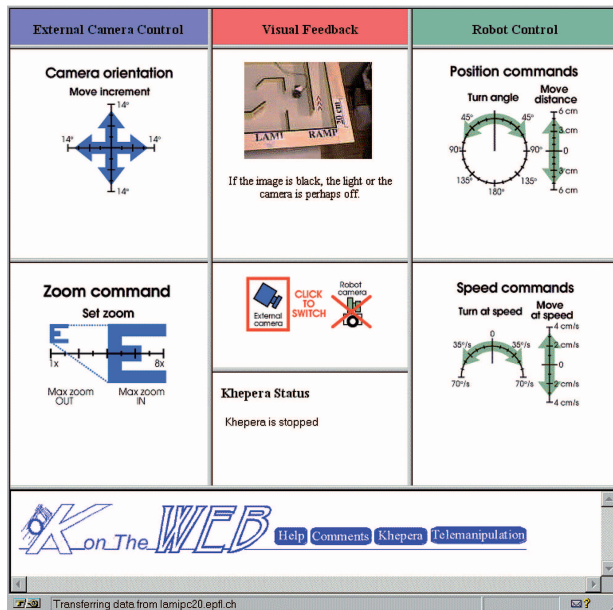 External Camera Control
Visual Feedback
Robot Control
Camera orientation
Move increment
14°
14°
14°
14°
LAMI
RAMP
20 cm
If the image is black, the light or the
camera is perhaps off.
Position commands
Turn angle
Move
distance
45°
45°
90°
90°
135°
135°
180°
6 cm
3 cm
0
3 cm
6 cm
Zoom command
Set zoom
E
E
1x
8x
Max zoom
OUT
Max zoom
IN
External
camera
CLICK
TO
SWITCH
Robot
camera
Khepera Status
Khepera is stopped
Speed commands
Turn at speed
Move
at speed
0
35°/s
35°/s
70°/s
70°/s
4 cm/s
2 cm/s
0
2 cm/s
4 cm/s
K on The WEB
Help
Comments
Khepera
Telemanipulation
Transferring data from lamipc20.epfl.ch